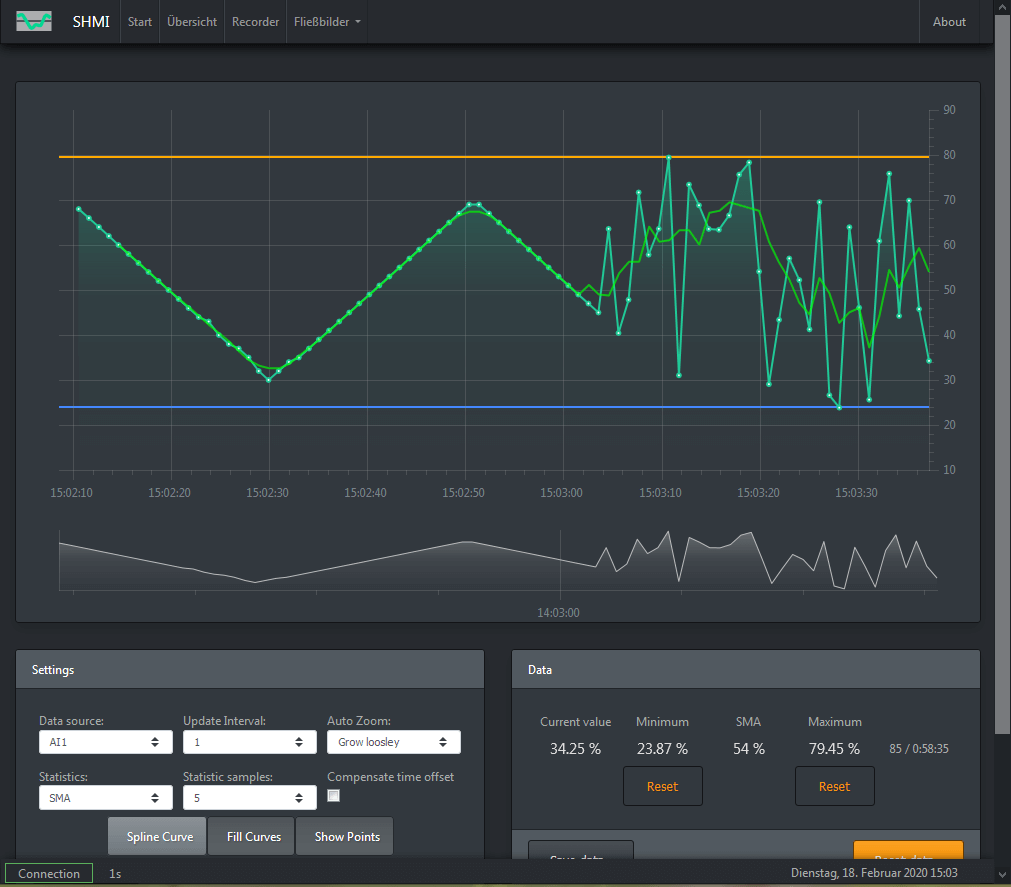 SHMI Start Übersicht Recorder Fließbilder About
90
80
70
60
50
40
30
20
10
15:02:10 15:02:20 15:02:30 15:02:40 15:02:50 15:03:00 15:03:10 15:03:20 15:03:30
14:03:00
Settings
Data source: Update Interval: Auto Zoom:
AI1 1 Grow loosley
Statistics: Statistic samples: Compensate time offset
SMA 5
Spline Curve Fill Curves Show Points
Data
Current value Minimum SMA Maximum
34.25 % 23.87 % 54 % 79.45 % 85 / 0:58:35
Reset Reset
Connection 1s Dienstag, 18. Februar 2020 15:03